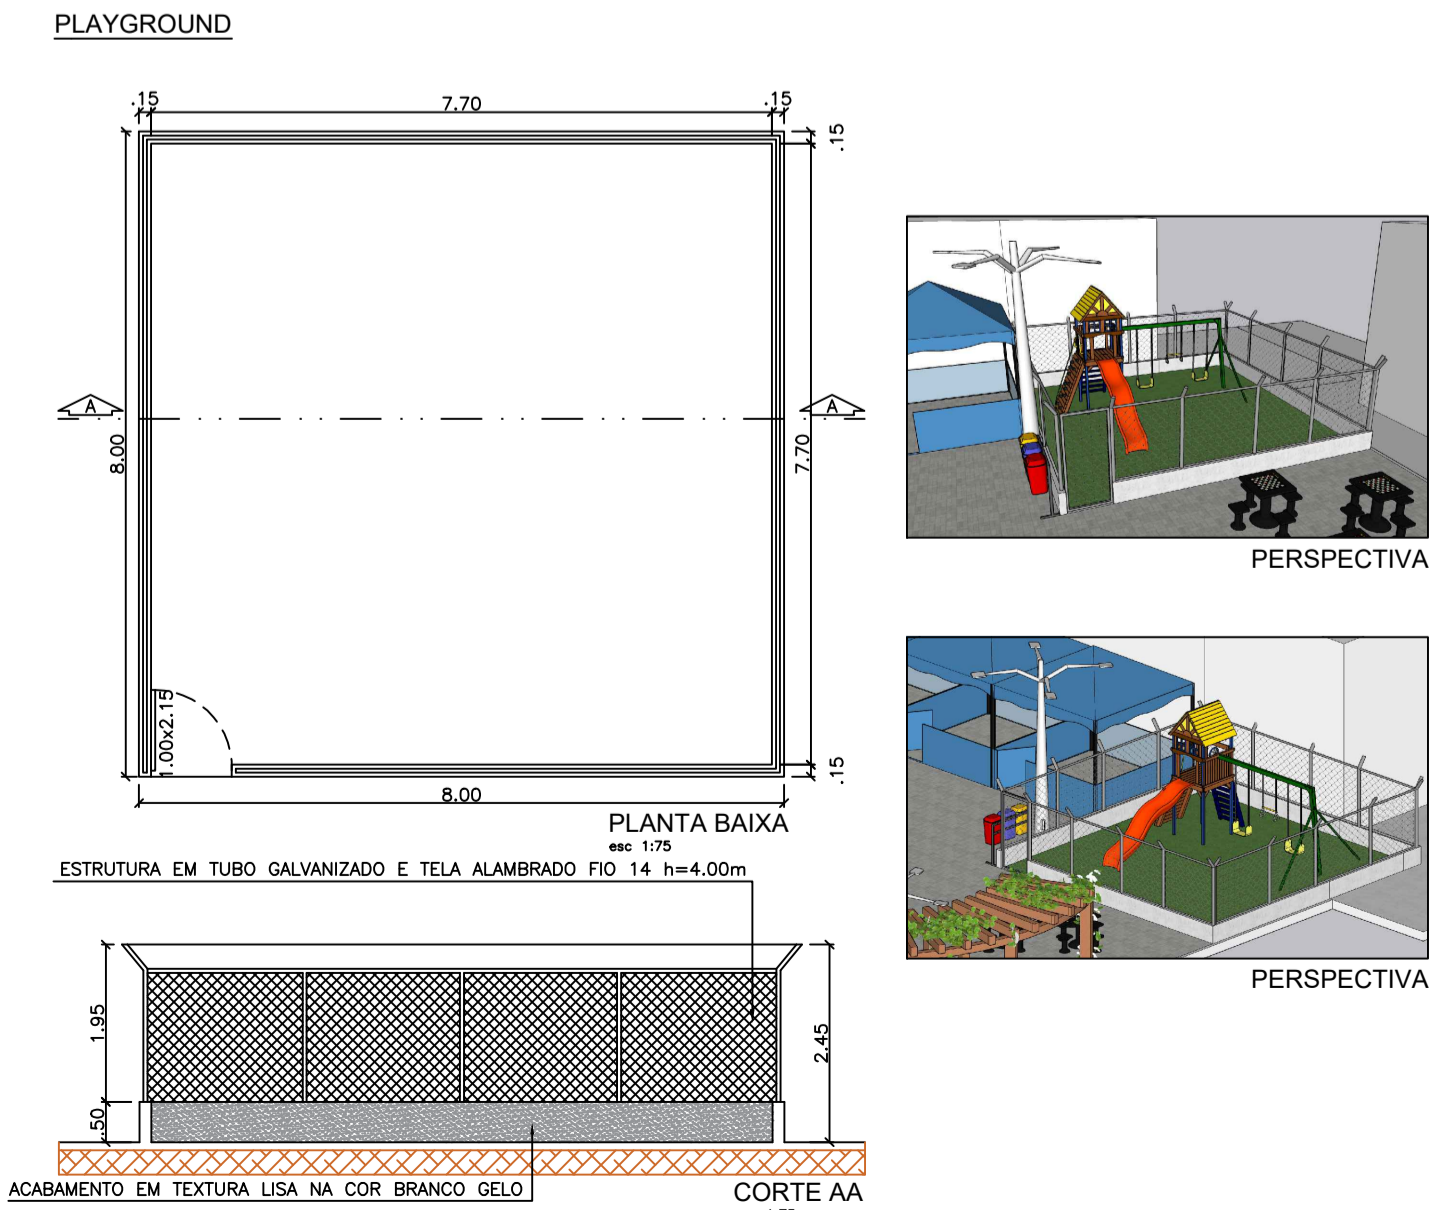 PLAYGROUND
.15
7.70
.15
.15
A
A
8.00
7.70
1.00x2.15
.15
8.00
PLANTA BAIXA
esc 1:75
PERSPECTIVA
PERSPECTIVA
ESTRUTURA EM TUBO GALVANIZADO E TELA ALAMBRADO FIO 14 h=4.00m
1.95
2.45
.50
ACABAMENTO EM TEXTURA LISA NA COR BRANCO GELO
CORTE AA